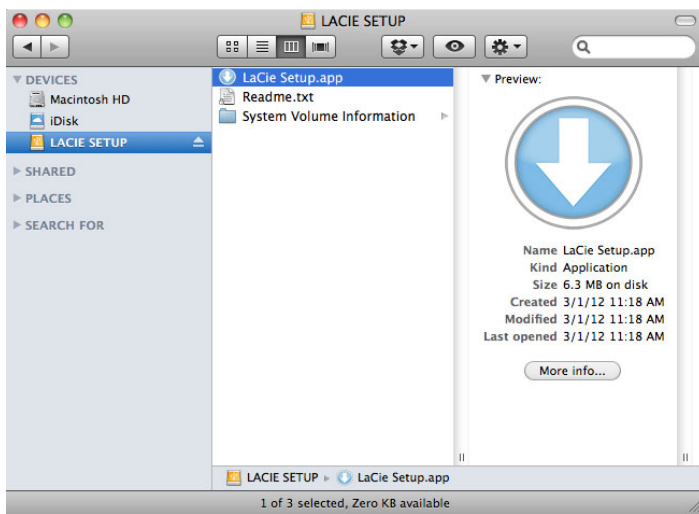 LACIE SETUP
DEVICES
Macintosh HD
iDisk
LACIE SETUP
SHARED
PLACES
SEARCH FOR
LaCie Setup.app
Readme.txt
System Volume Information
Preview:
Name LaCie Setup.app
Kind Application
Size 6.3 MB on disk
Created 3/1/12 11:18 AM
Modified 3/1/12 11:18 AM
Last opened 3/1/12 11:18 AM
More info...
LACIE SETUP LaCie Setup.app
1 of 3 selected, Zero KB available